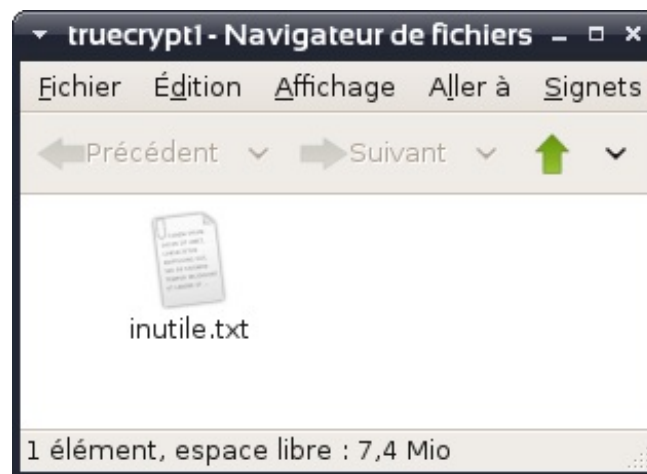 truecrypt1 - Navigateur de fichiers
Fichier Édition Affichage Aller à Signets
Précédent Suivant
inutile.txt
1 élément, espace libre : 7,4 Mio